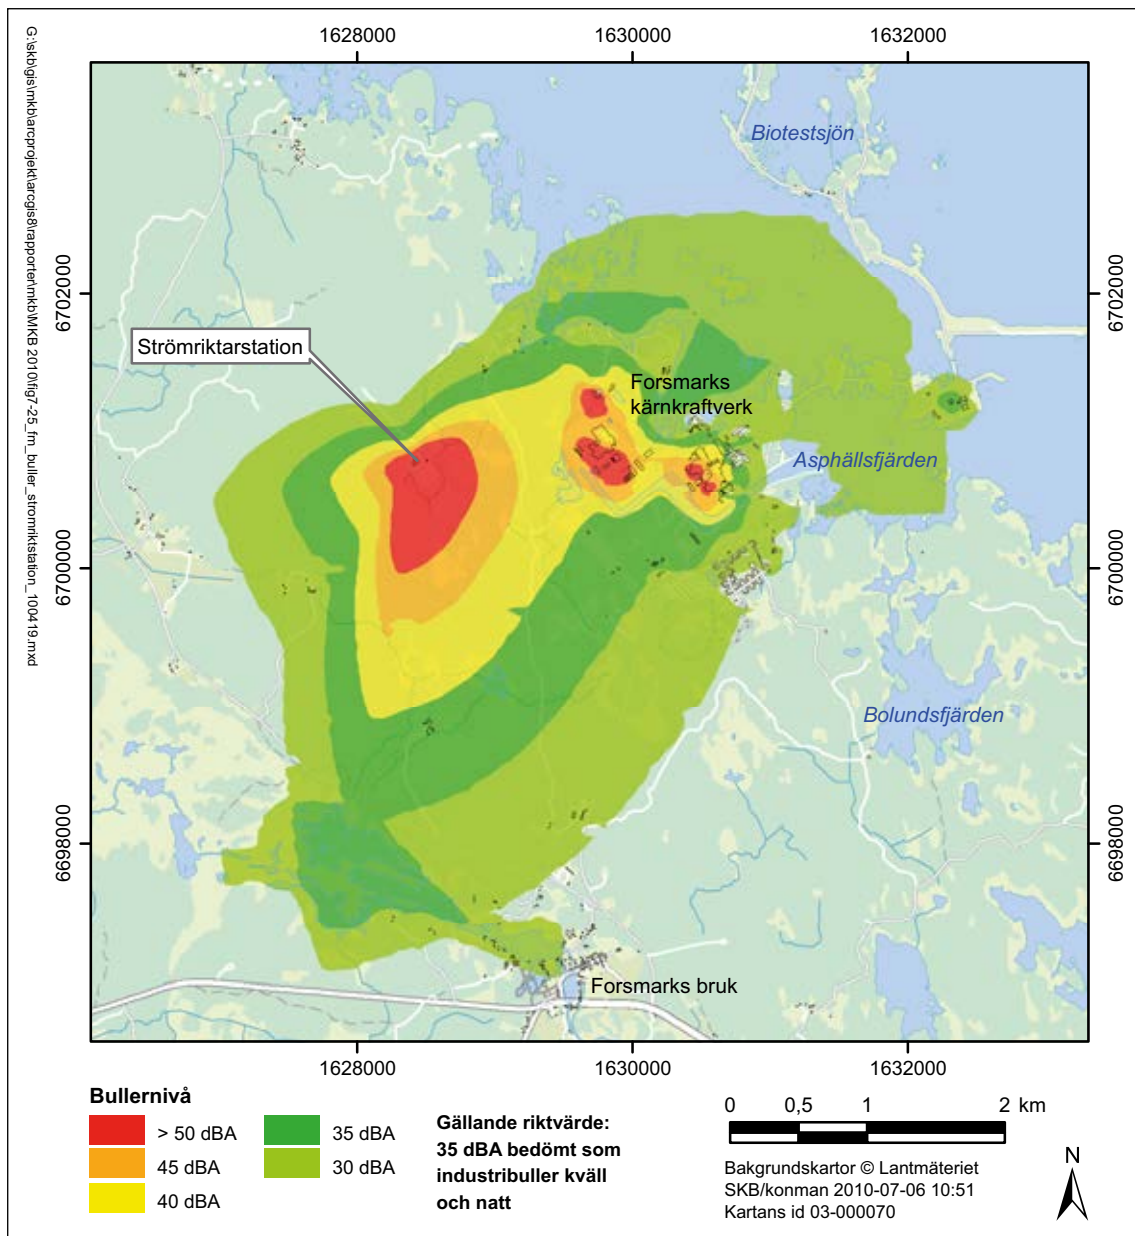 1628000
1630000
1632000
G:\skb\gis\mkb\arcprojekt\arcgis8\rapporter\mkb\MKB 2010\fig7-25_fm_buller_stromriktstation_100419.mxd
Biotestsjön
6702000
6702000
Strömriktarstation
Forsmarks
kärnkraftverk
Asphällsfjärden
6700000
6700000
Bolundsfjärden
6698000
6698000
Forsmarks bruk
1628000
1630000
1632000
Bullernivå
> 50 dBA
45 dBA
40 dBA
35 dBA
30 dBA
Gällande riktvärde:
35 dBA bedömt som
industribuller kväll
och natt
0 0,5 1 2 km
Bakgrundskartor © Lantmäteriet
SKB/konman 2010-07-06 10:51
Kartans id 03-000070
N